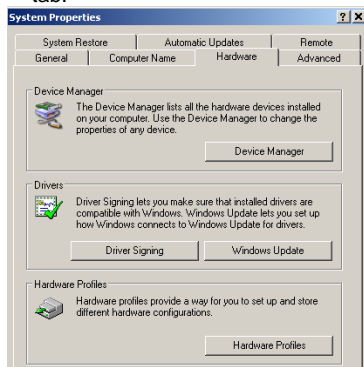 tab.
System Properties
System Restore Automatic Updates Remote
General Computer Name Hardware Advanced
Device Manager
The Device Manager lists all the hardware devices installed
on your computer. Use the Device Manager to change the
properties of any device.
Device Manager
Drivers
Driver Signing lets you make sure that installed drivers are
compatible with Windows. Windows Update lets you set up
how Windows connects to Windows Update for drivers.
Driver Signing Windows Update
Hardware Profiles
Hardware profiles provide a way for you to set up and store
different hardware configurations.
Hardware Profiles